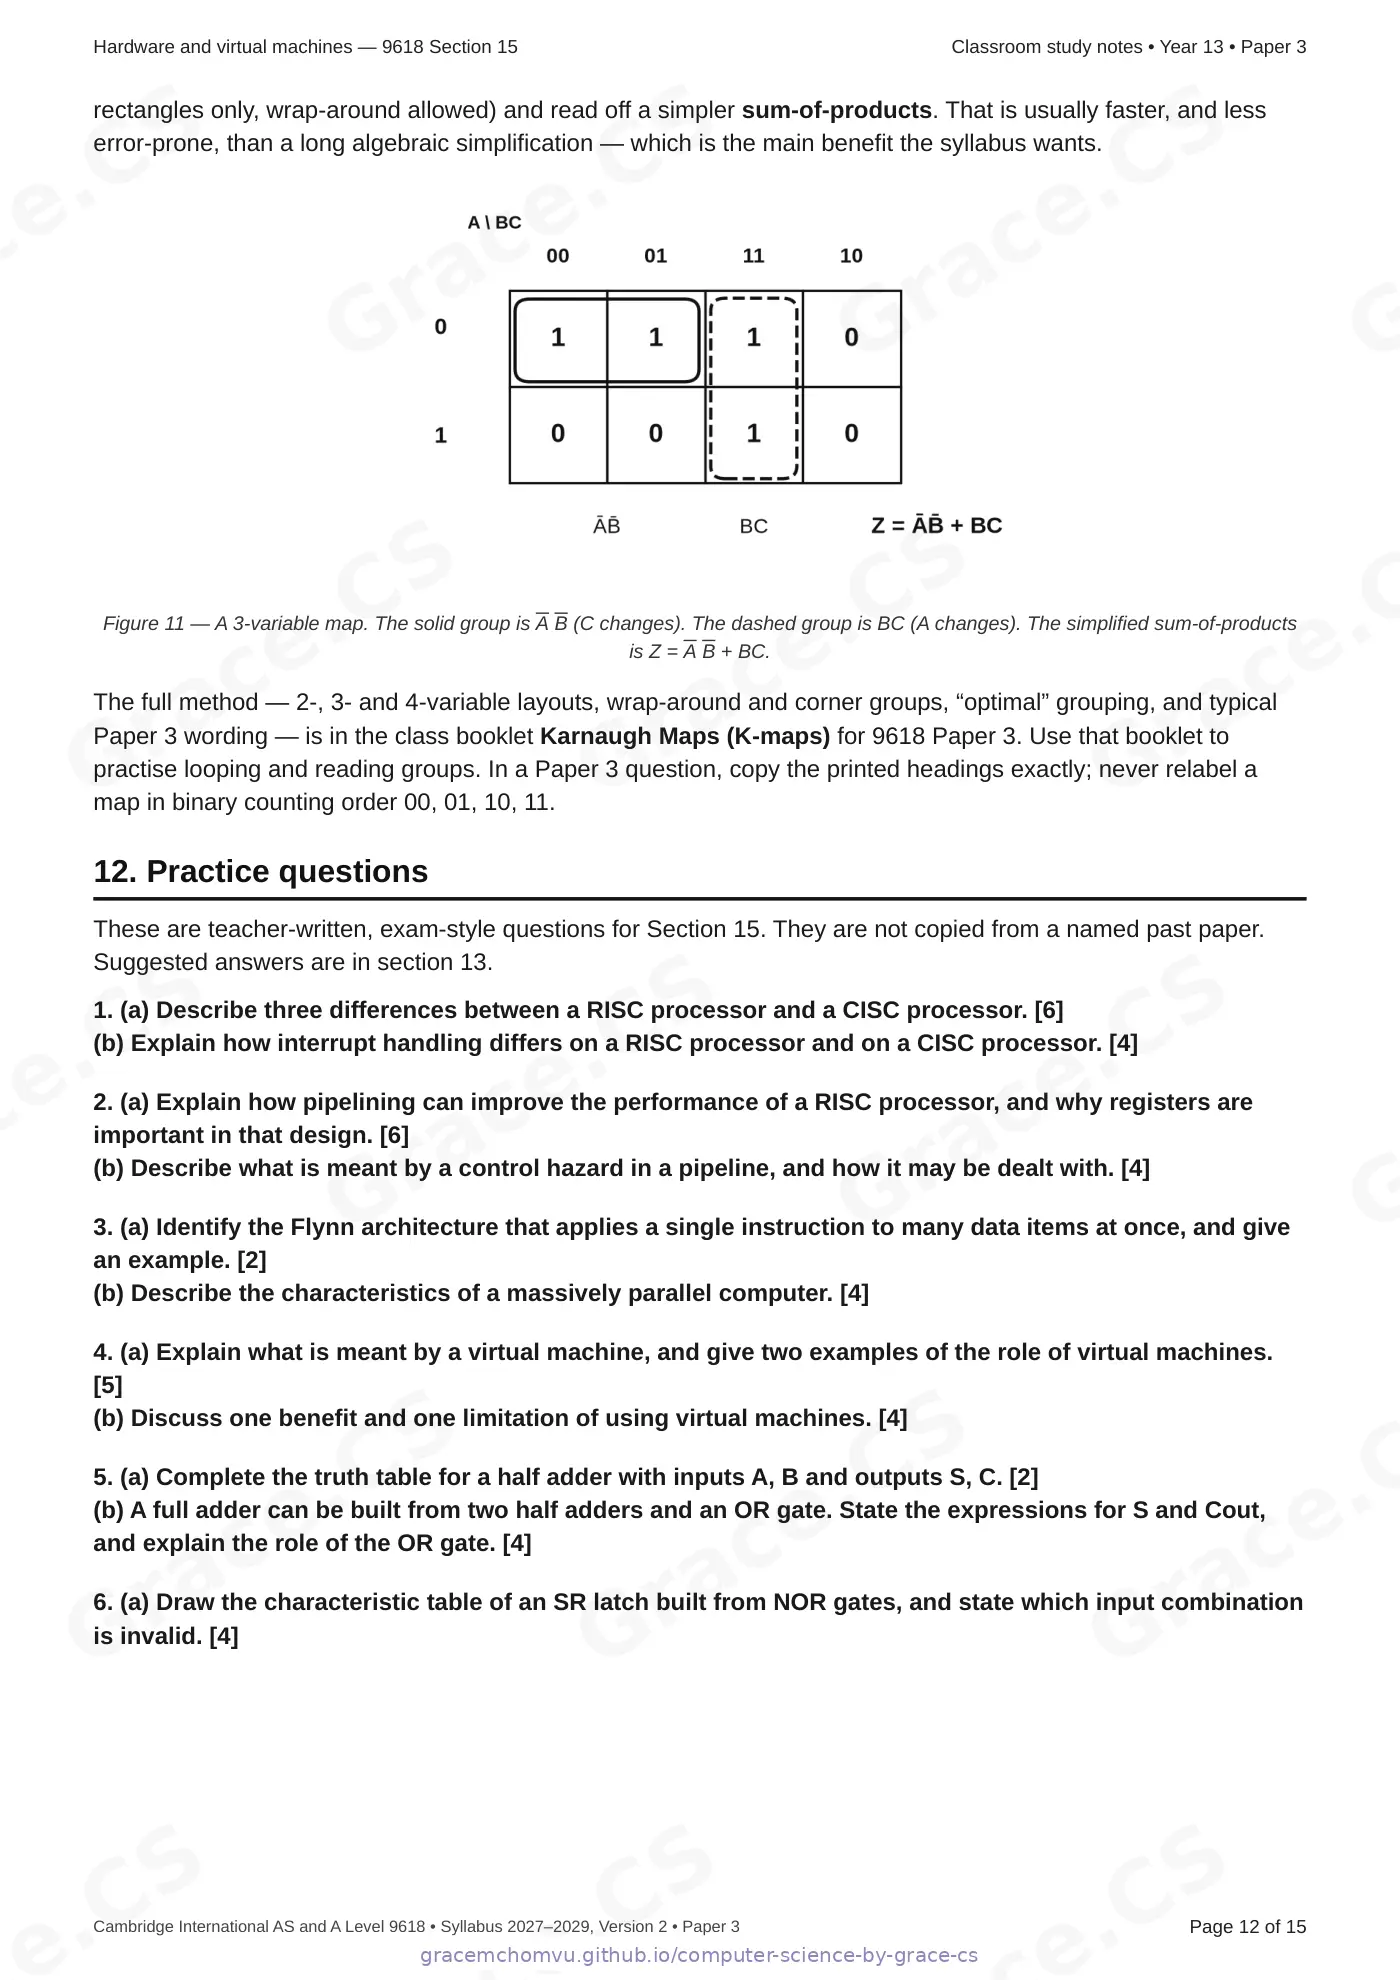 Hardware and virtual machines — 9618 Section 15
Classroom study notes • Year 13 • Paper 3
rectangles only, wrap-around allowed) and read off a simpler sum-of-products. That is usually faster, and less
error-prone, than a long algebraic simplification — which is the main benefit the syllabus wants.
A \ BC
00 01 11 10
0 1 1 1 0
1 0 0 1 0
ĀB̄ BC Z = ĀB̄ + BC
Figure 11 — A 3-variable map. The solid group is A̅ B̅ (C changes). The dashed group is BC (A changes). The simplified sum-of-products
is Z = A̅ B̅ + BC.
The full method — 2-, 3- and 4-variable layouts, wrap-around and corner groups, “optimal” grouping, and typical
Paper 3 wording — is in the class booklet Karnaugh Maps (K-maps) for 9618 Paper 3. Use that booklet to
practise looping and reading groups. In a Paper 3 question, copy the printed headings exactly; never relabel a
map in binary counting order 00, 01, 10, 11.
12. Practice questions
These are teacher-written, exam-style questions for Section 15. They are not copied from a named past paper.
Suggested answers are in section 13.
1. (a) Describe three differences between a RISC processor and a CISC processor. [6]
(b) Explain how interrupt handling differs on a RISC processor and on a CISC processor. [4]
2. (a) Explain how pipelining can improve the performance of a RISC processor, and why registers are
important in that design. [6]
(b) Describe what is meant by a control hazard in a pipeline, and how it may be dealt with. [4]
3. (a) Identify the Flynn architecture that applies a single instruction to many data items at once, and give
an example. [2]
(b) Describe the characteristics of a massively parallel computer. [4]
4. (a) Explain what is meant by a virtual machine, and give two examples of the role of virtual machines.
[5]
(b) Discuss one benefit and one limitation of using virtual machines. [4]
5. (a) Complete the truth table for a half adder with inputs A, B and outputs S, C. [2]
(b) A full adder can be built from two half adders and an OR gate. State the expressions for S and Cout,
and explain the role of the OR gate. [4]
6. (a) Draw the characteristic table of an SR latch built from NOR gates, and state which input combination
is invalid. [4]
Cambridge International AS and A Level 9618 • Syllabus 2027–2029, Version 2 • Paper 3
Page 12 of 15
gracemchomvu.github.io/computer-science-by-grace-cs
Grace.CS